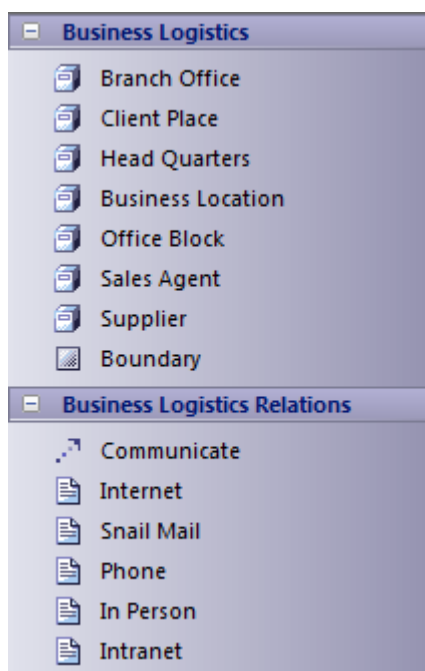 Business Logistics
Branch Office
Client Place
Head Quarters
Business Location
Office Block
Sales Agent
Supplier
Boundary
Business Logistics Relations
Communicate
Internet
Snail Mail
Phone
In Person
Intranet